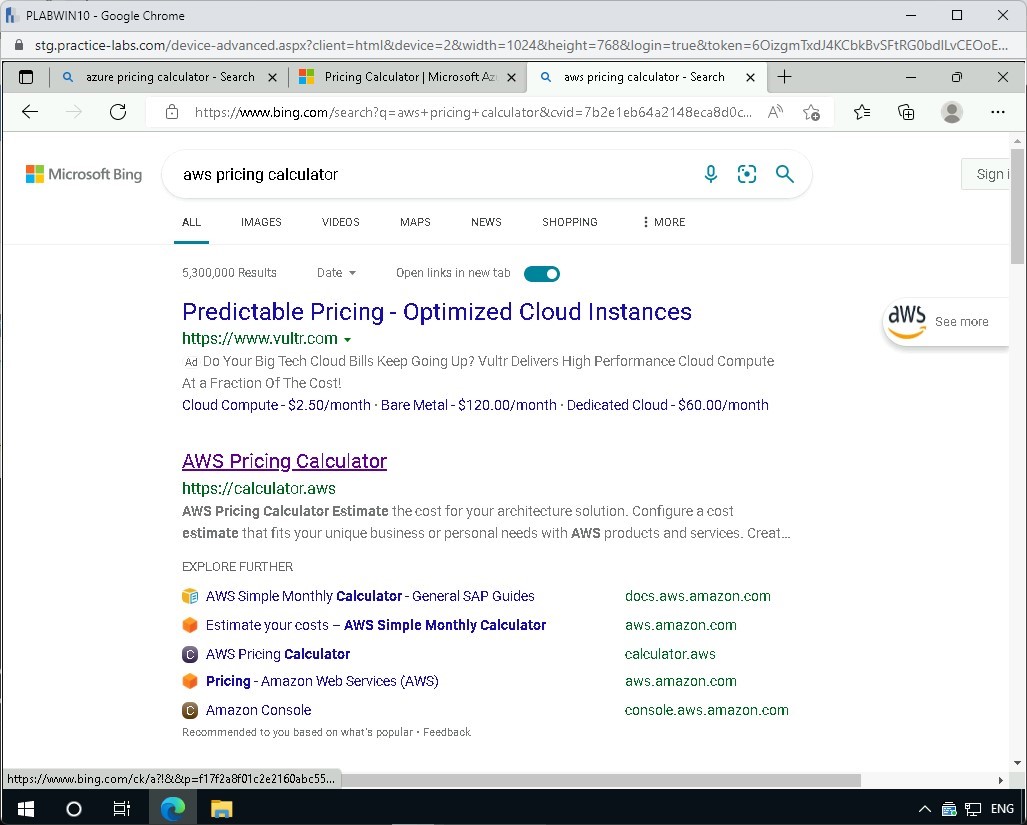 PLABWIN10 - Google Chrome
stg.practice-labs.com/device-advanced.aspx?client=html&device=2&width=1024&height=768&login=true&token=6OizgmTxdJ4KCbkBvSFtRG0bdlLvCEOoE...
azure pricing calculator - Search
Pricing Calculator | Microsoft Az
aws pricing calculator - Search
https://www.bing.com/search?q=aws+pricing+calculator&cvid=7b2e1eb64a2148eca8d0c...
Microsoft Bing
aws pricing calculator
Sign i
ALL IMAGES VIDEOS MAPS NEWS SHOPPING MORE
5,300,000 Results Date Open links in new tab
Predictable Pricing - Optimized Cloud Instances
https://www.vultr.com
aws See more
Ad Do Your Big Tech Cloud Bills Keep Going Up? Vultr Delivers High Performance Cloud Compute
At a Fraction Of The Cost!
Cloud Compute - $2.50/month · Bare Metal - $120.00/month · Dedicated Cloud - $60.00/month
AWS Pricing Calculator
https://calculator.aws
AWS Pricing Calculator Estimate the cost for your architecture solution. Configure a cost
estimate that fits your unique business or personal needs with AWS products and services. Creat...
EXPLORE FURTHER
AWS Simple Monthly Calculator - General SAP Guides docs.aws.amazon.com
Estimate your costs – AWS Simple Monthly Calculator aws.amazon.com
C AWS Pricing Calculator calculator.aws
Pricing - Amazon Web Services (AWS) aws.amazon.com
C Amazon Console console.aws.amazon.com
Recommended to you based on what's popular • Feedback
https://www.bing.com/ck/a?!&&p=f17f2a8f01c2e2160abc55...
ENG